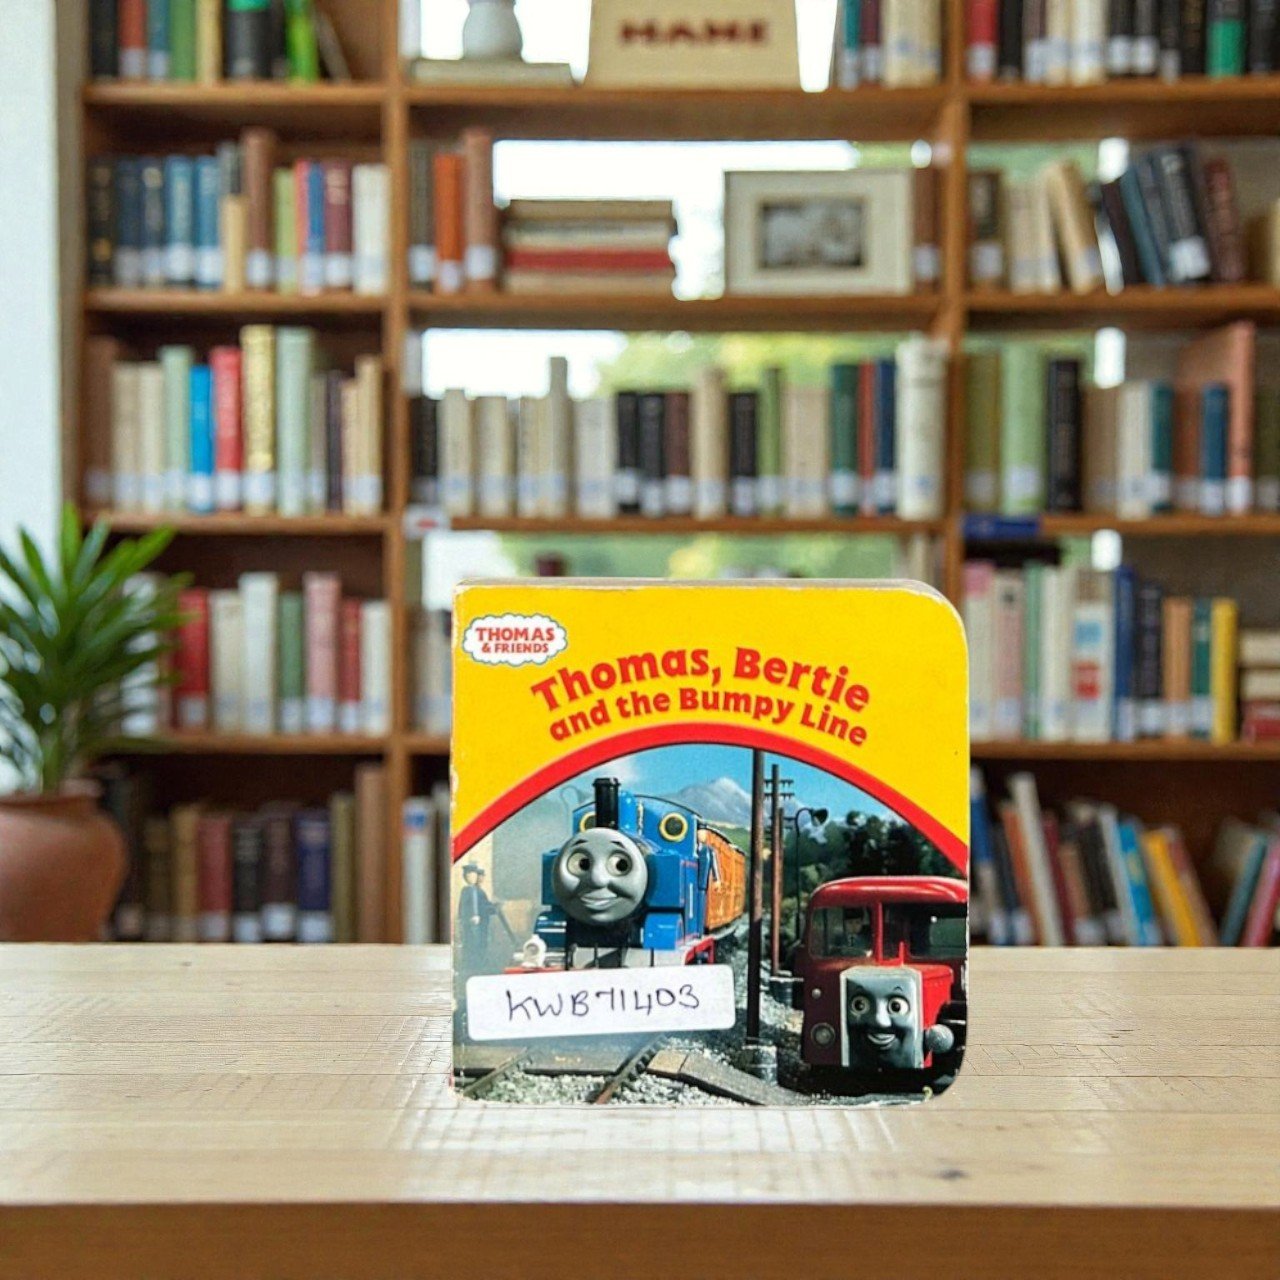 THOMAS
& FRIENDS
Thomas, Bertie
and the Bumpy Line
KWB71403